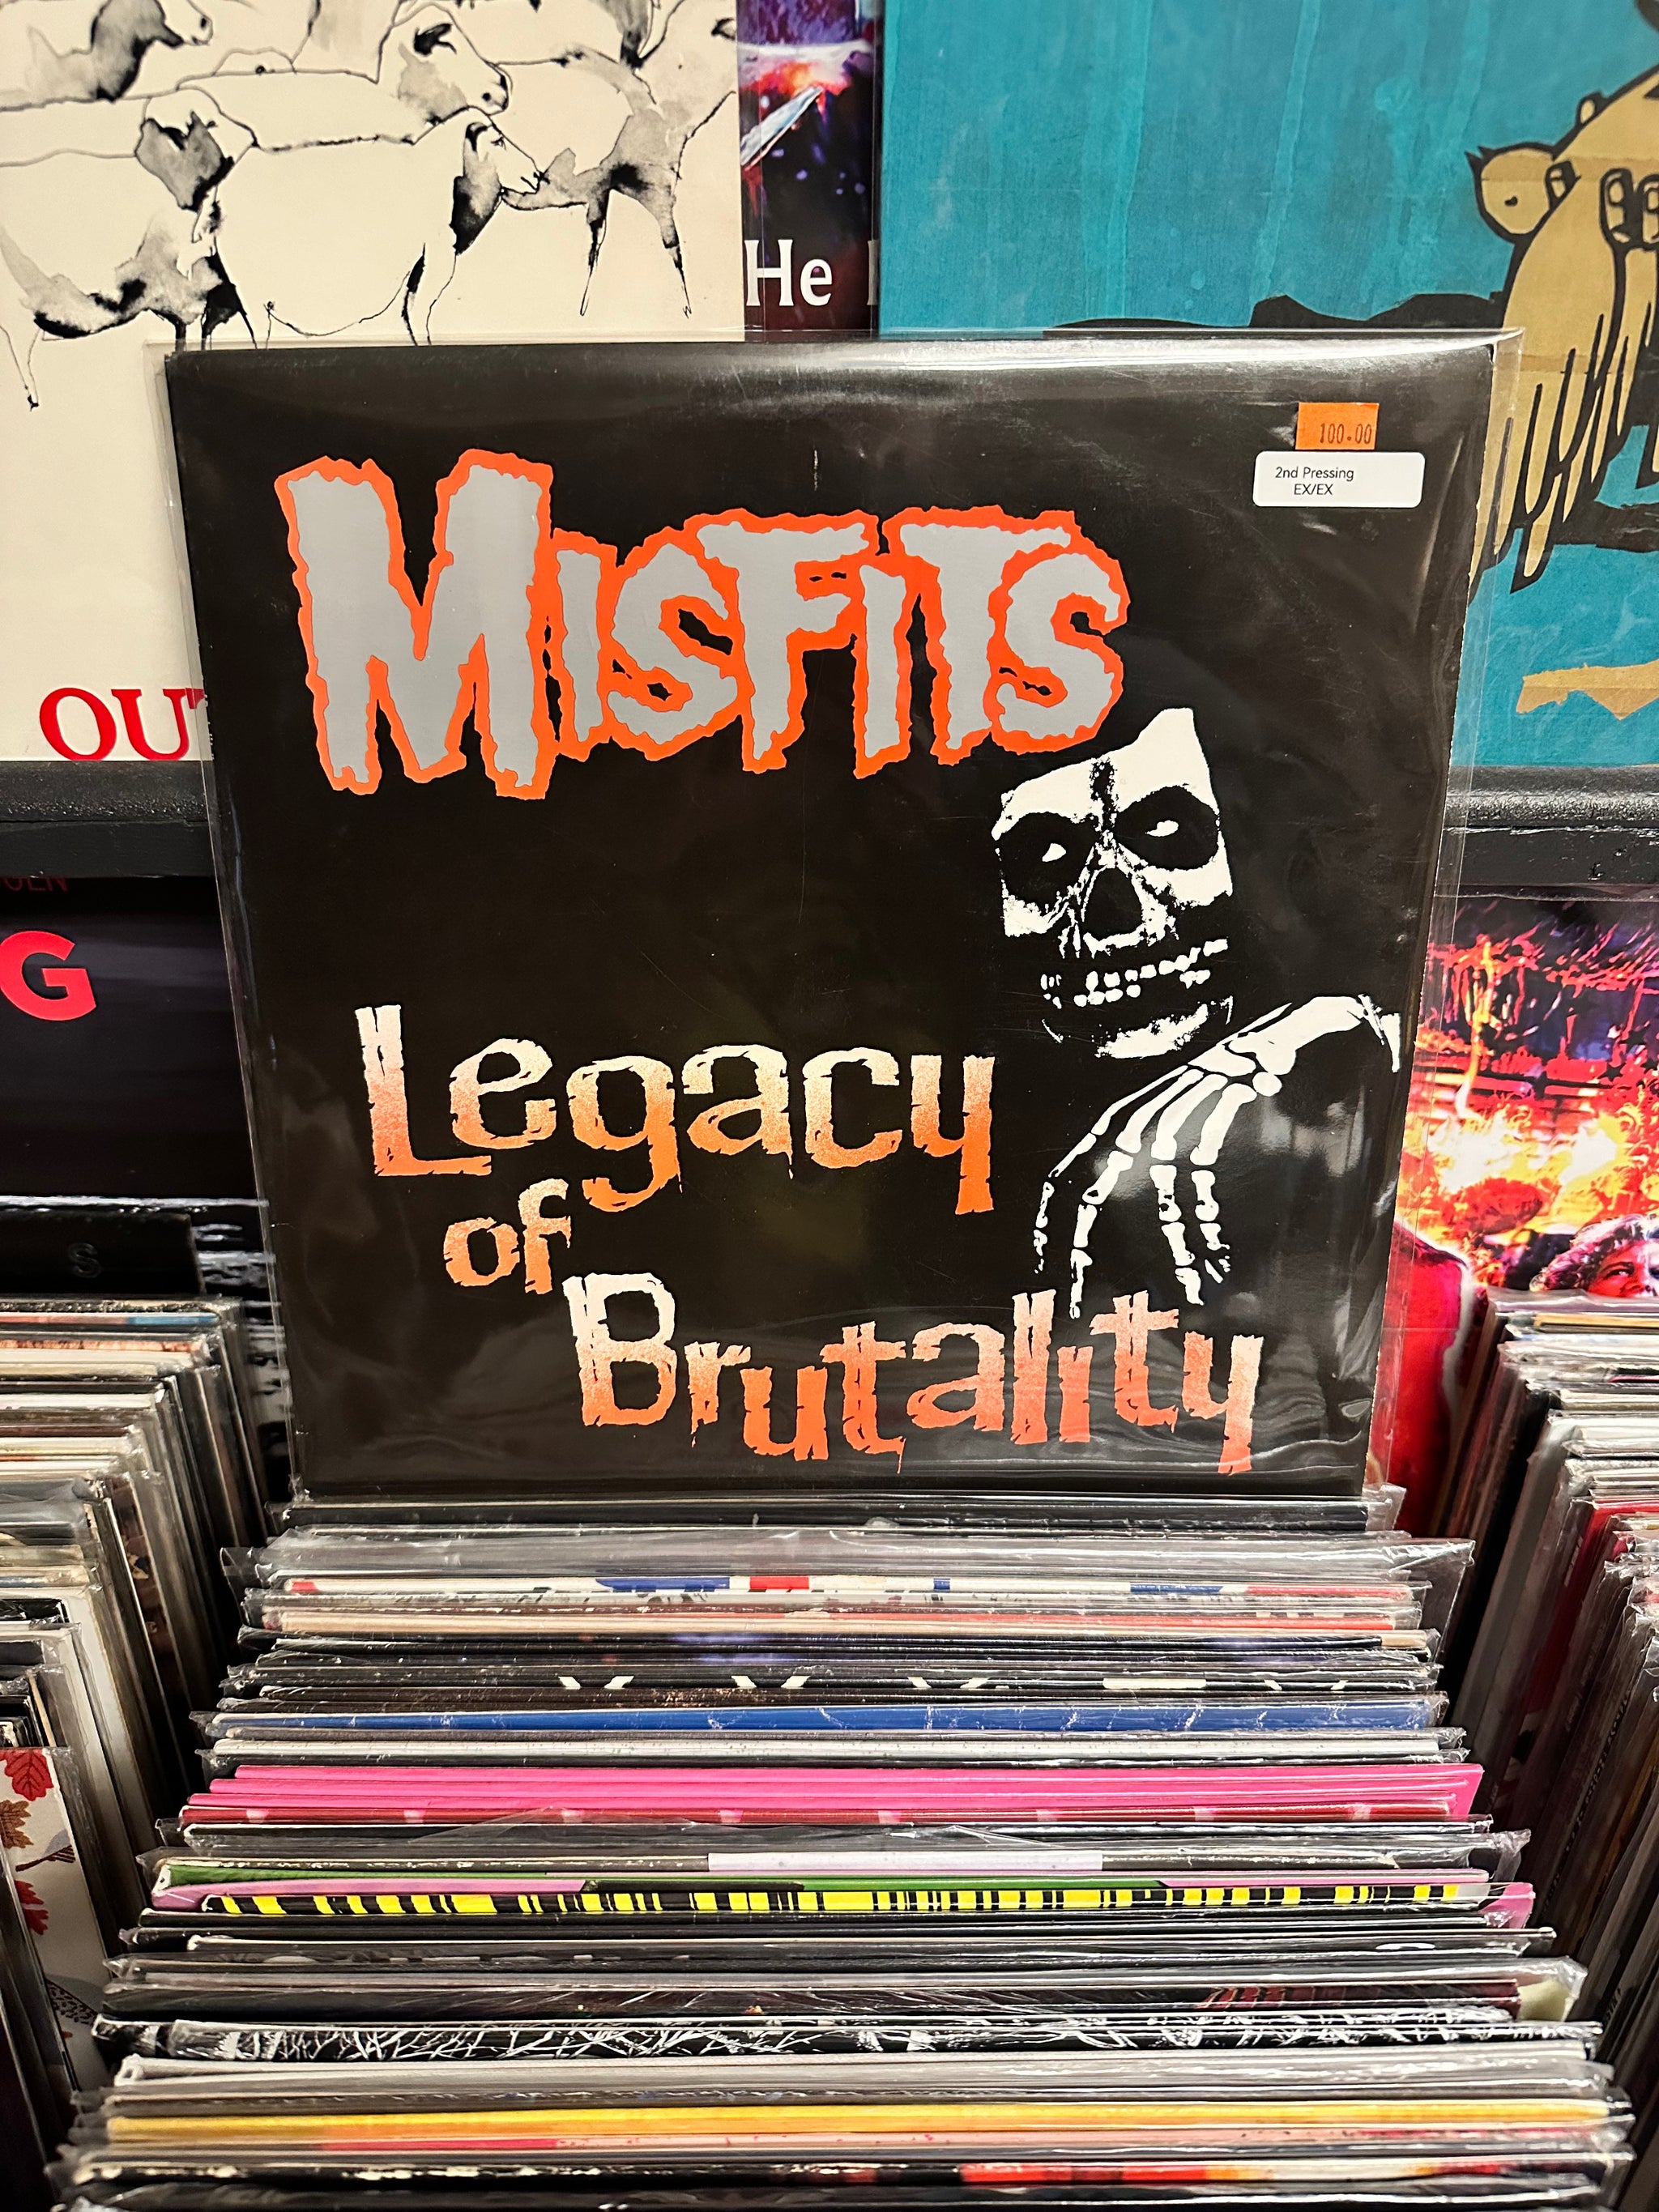 He
100.00
2nd Pressing
EX/EX
MISFITS
OUT
G
Legacy
of
Brutality
S